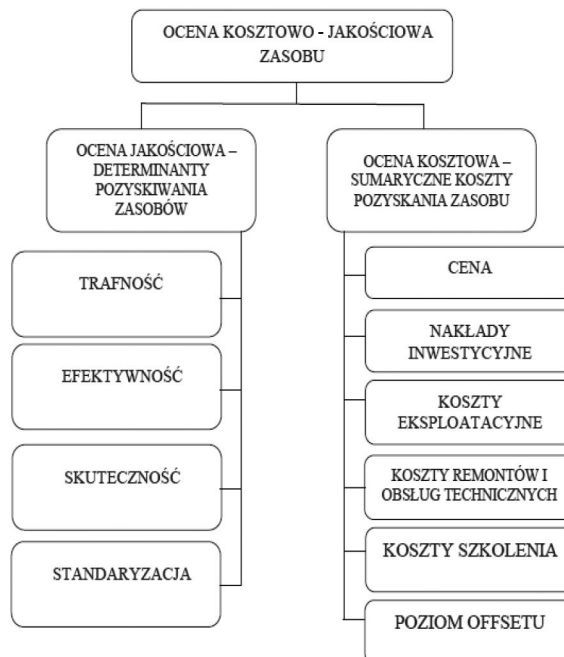 OCENA KOSZTOWO - JAKOŚCIOWA
ZASOBU
OCENA JAKOŚCIOWA –
DETERMINANTY
POZYSKIWANIA
ZASOBÓW
TRAFNOŚĆ
EFEKTYWNOŚĆ
SKUTECZNOŚĆ
STANDARYZACJA
OCENA KOSZTOWA –
SUMARYCZNE KOSZTY
POZYSKANIA ZASOBU
CENA
NAKŁADY
INWESTYCYJNE
KOSZTY
EKSPLOATACYJNE
KOSZTY REMONTÓW I
OBSŁUG TECHNICZNYCH
KOSZTY SZKOLENIA
POZIOM OFFSETU